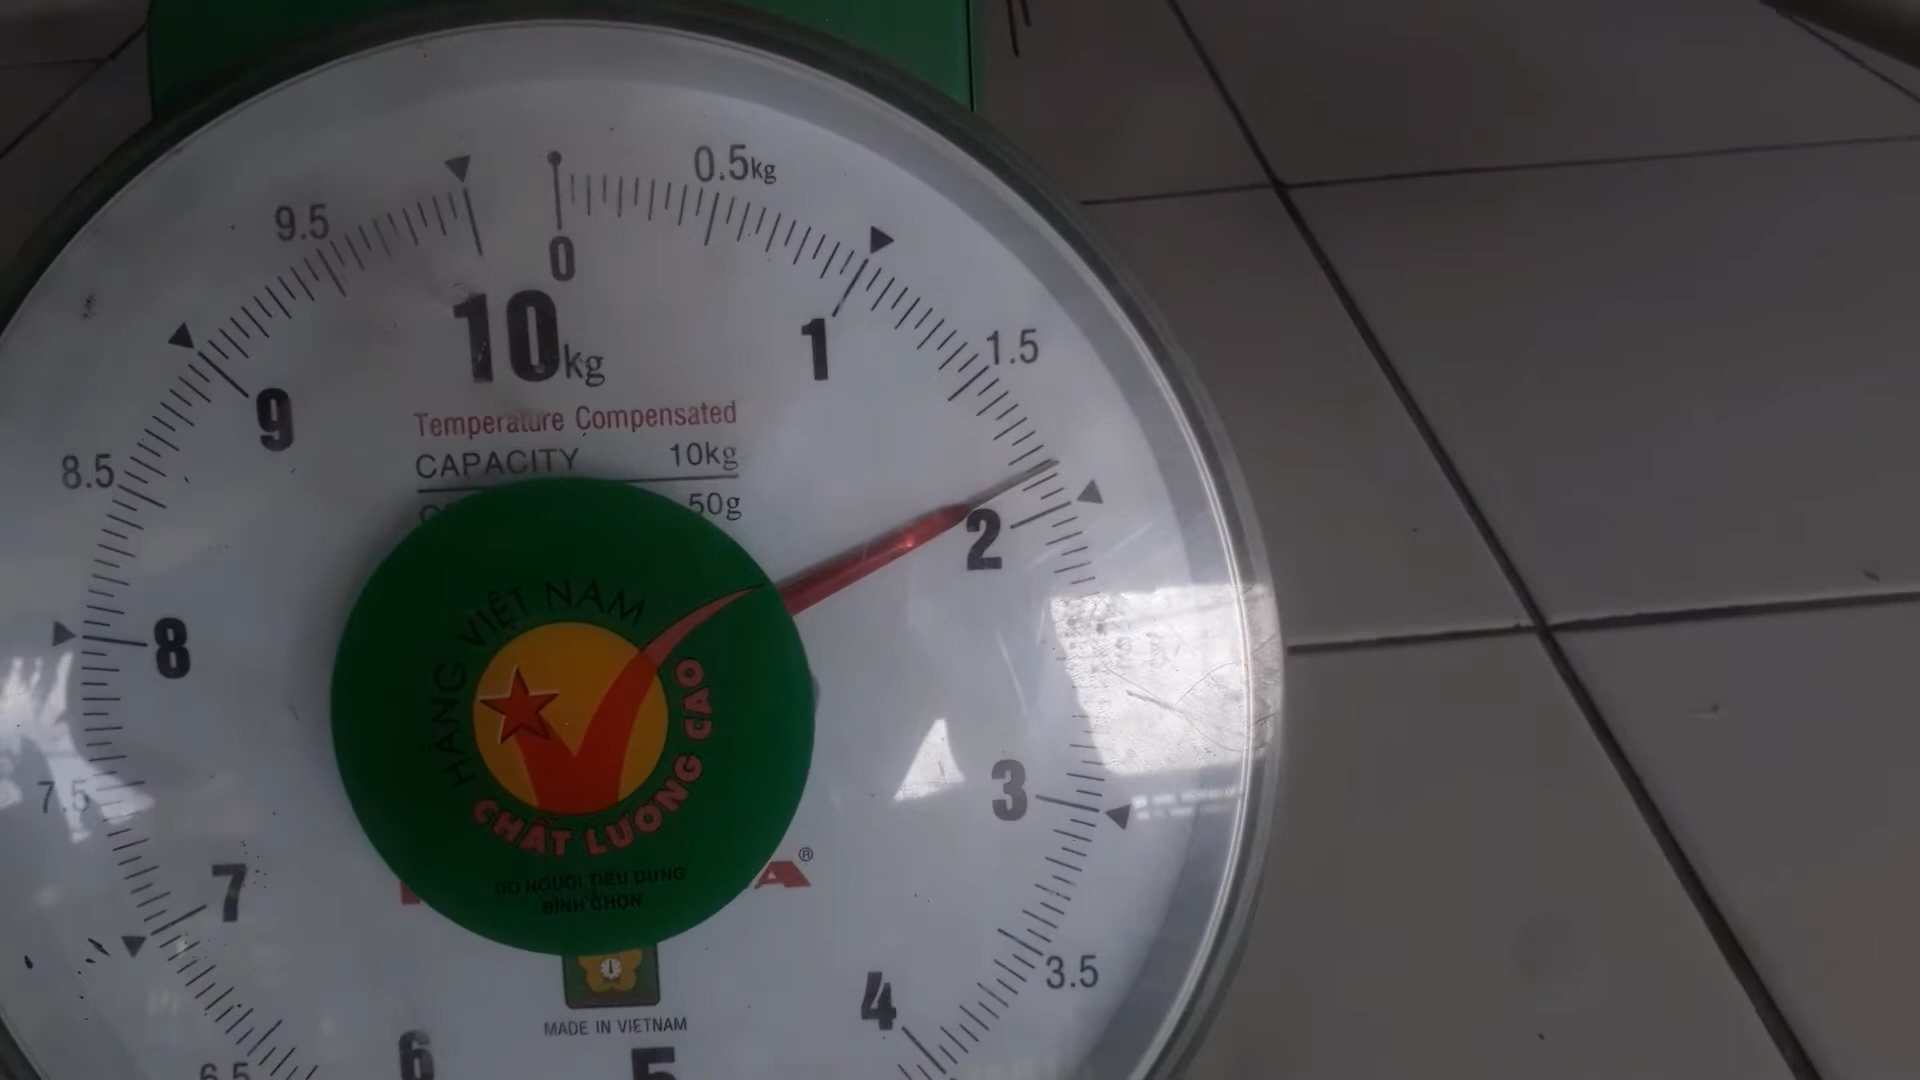 0.5kg
9.5
0
10kg
1
1.5
9
Temperature Compensated
CAPACITY 10kg
8.5
50g
2
HÀNG VIỆT NAM
8
CHẤT LƯỢNG CAO
3
7.5
®
DO NGƯỜI TIÊU DÙNG
BÌNH CHỌN
7
3.5
4
MADE IN VIETNAM
6
5
6.5